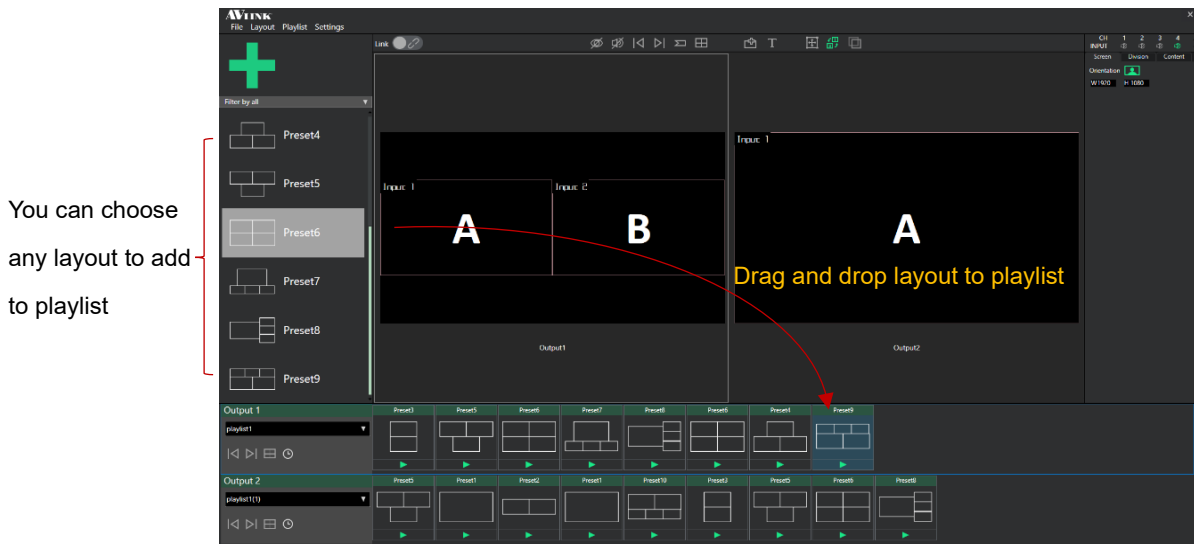 AVLINK
File Layout Playlist Settings
Link
T
CH 1 2 3 4
INPUT
Screen Division Content
Orientation
W 1920 H 1080
Filter by all
Preset4
Preset5
Preset6
Preset7
Preset8
Preset9
You can choose
any layout to add
to playlist
Input 1
Input 2
A
B
Output1
Input 1
A
Drag and drop layout to playlist
Output2
Output 1
playlist1
Preset3 Preset5 Preset6 Preset7 Preset8 Preset6 Preset4 Preset9
Output 2
playlist1(1)
Preset5 Preset1 Preset2 Preset1 Preset10 Preset3 Preset5 Preset6 Preset8